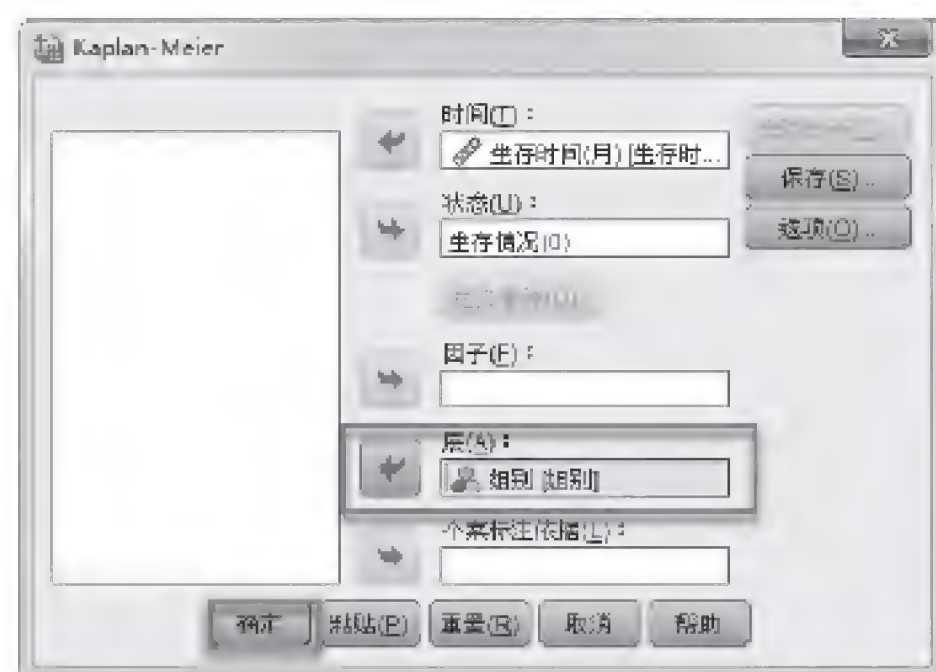 Kaplan-Meier
时间(T)：
生存时间(月) [生存时...
保存(S)...
状态(U)：
选项(O)...
生存情况(0)
因子(F)：
层(A)：
组别 [组别]
个案标注依据(L)：
确定
粘贴(P)
重置(R)
取消
帮助